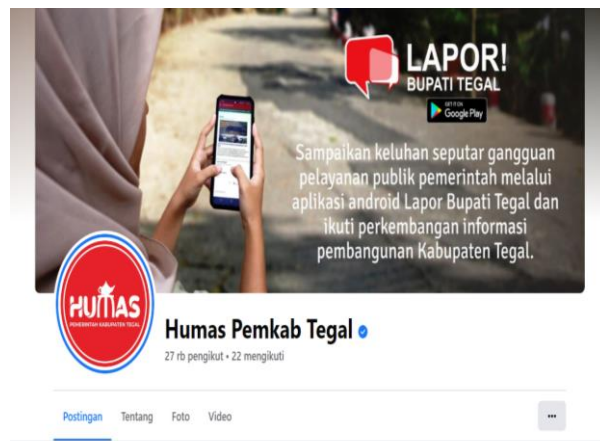 LAPOR!
BUPATI TEGAL
GET IT ON
Google Play
Sampaikan keluhan seputar gangguan
pelayanan publik pemerintah melalui
aplikasi android Lapor Bupati Tegal dan
ikuti perkembangan informasi
pembangunan Kabupaten Tegal.
HUMAS
PEMERINTAH KABUPATEN TEGAL
Humas Pemkab Tegal
27 rb pengikut • 22 mengikuti
Postingan Tentang Foto Video